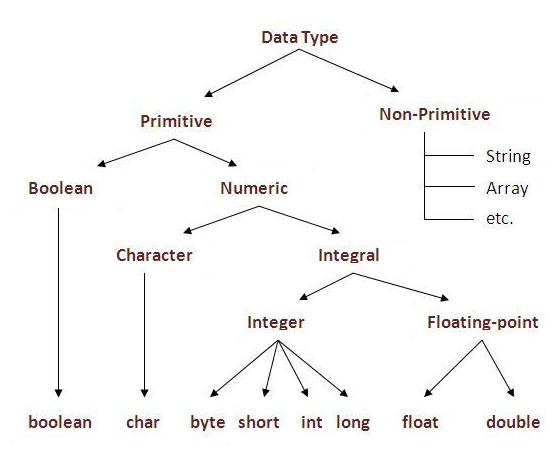 Data Type
Primitive
Non-Primitive
String
Array
etc.
Boolean
Numeric
Character
Integral
Integer
Floating-point
boolean
char
byte
short
int
long
float
double